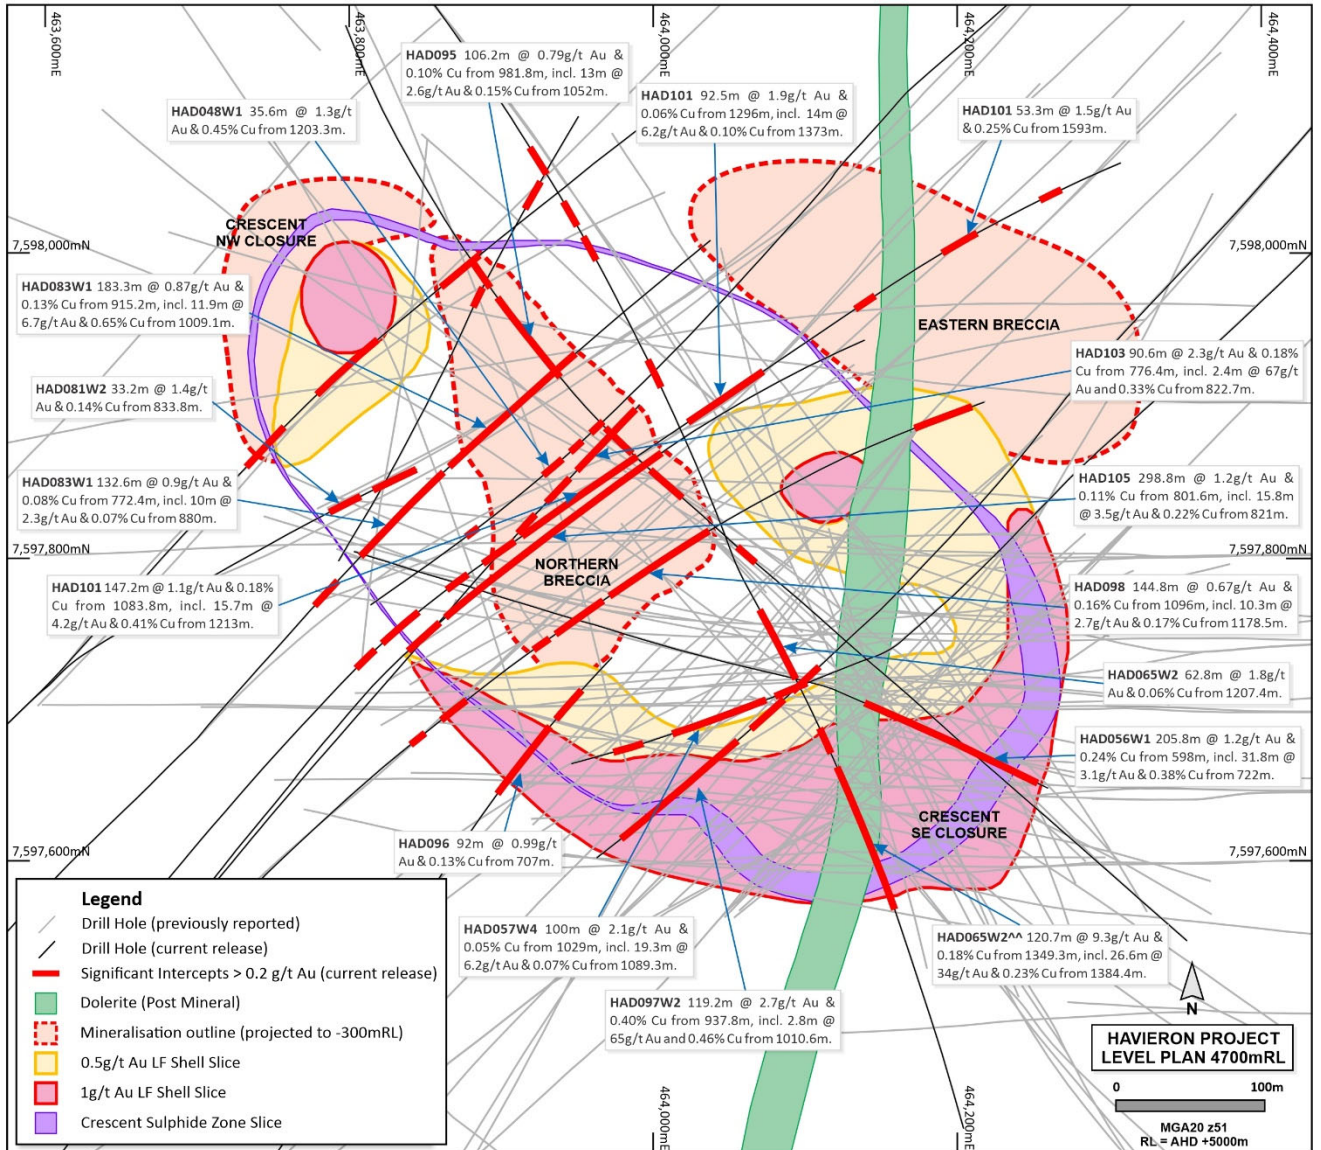 463,600mE
463,800mE
464,000mE
464,200mE
464,400mE
HAD095 106.2m @ 0.79g/t Au &
0.10% Cu from 981.8m, incl. 13m @
2.6g/t Au & 0.15% Cu from 1052m.
HAD048W1 35.6m @ 1.3g/t
Au & 0.45% Cu from 1203.3m.
HAD101 92.5m @ 1.9g/t Au &
0.06% Cu from 1296m, incl. 14m @
6.2g/t Au & 0.10% Cu from 1373m.
HAD101 53.3m @ 1.5g/t Au
& 0.25% Cu from 1593m.
CRESCENT
NW CLOSURE
7,598,000mN
7,598,000mN
HAD083W1 183.3m @ 0.87g/t Au &
0.13% Cu from 915.2m, incl. 11.9m @
6.7g/t Au & 0.65% Cu from 1009.1m.
EASTERN BRECCIA
HAD103 90.6m @ 2.3g/t Au & 0.18%
Cu from 776.4m, incl. 2.4m @ 67g/t
Au and 0.33% Cu from 822.7m.
HAD081W2 33.2m @ 1.4g/t
Au & 0.14% Cu from 833.8m.
HAD083W1 132.6m @ 0.9g/t Au &
0.08% Cu from 772.4m, incl. 10m @
2.3g/t Au & 0.07% Cu from 880m.
HAD105 298.8m @ 1.2g/t Au &
0.11% Cu from 801.6m, incl. 15.8m
@ 3.5g/t Au & 0.22% Cu from 821m.
7,597,800mN
7,597,800mN
NORTHERN
BRECCIA
HAD101 147.2m @ 1.1g/t Au & 0.18%
Cu from 1083.8m, incl. 15.7m @
4.2g/t Au & 0.41% Cu from 1213m.
HAD098 144.8m @ 0.67g/t Au &
0.16% Cu from 1096m, incl. 10.3m @
2.7g/t Au & 0.17% Cu from 1178.5m.
HAD065W2 62.8m @ 1.8g/t
Au & 0.06% Cu from 1207.4m.
HAD056W1 205.8m @ 1.2g/t Au &
0.24% Cu from 598m, incl. 31.8m @
3.1g/t Au & 0.38% Cu from 722m.
CRESCENT
SE CLOSURE
HAD096 92m @ 0.99g/t
Au & 0.13% Cu from 707m.
7,597,600mN
7,597,600mN
Legend
Drill Hole (previously reported)
Drill Hole (current release)
Significant Intercepts > 0.2 g/t Au (current release)
Dolerite (Post Mineral)
Mineralisation outline (projected to -300mRL)
0.5g/t Au LF Shell Slice
1g/t Au LF Shell Slice
Crescent Sulphide Zone Slice
HAD057W4 100m @ 2.1g/t Au &
0.05% Cu from 1029m, incl. 19.3m @
6.2g/t Au & 0.07% Cu from 1089.3m.
HAD065W2^^ 120.7m @ 9.3g/t Au &
0.18% Cu from 1349.3m, incl. 26.6m @
34g/t Au & 0.23% Cu from 1384.4m.
HAD097W2 119.2m @ 2.7g/t Au &
0.40% Cu from 937.8m, incl. 2.8m @
65g/t Au and 0.46% Cu from 1010.6m.
N
HAVIERON PROJECT
LEVEL PLAN 4700mRL
0 100m
MGA20 z51
RL = AHD +5000m
464,000mE
464,200mE